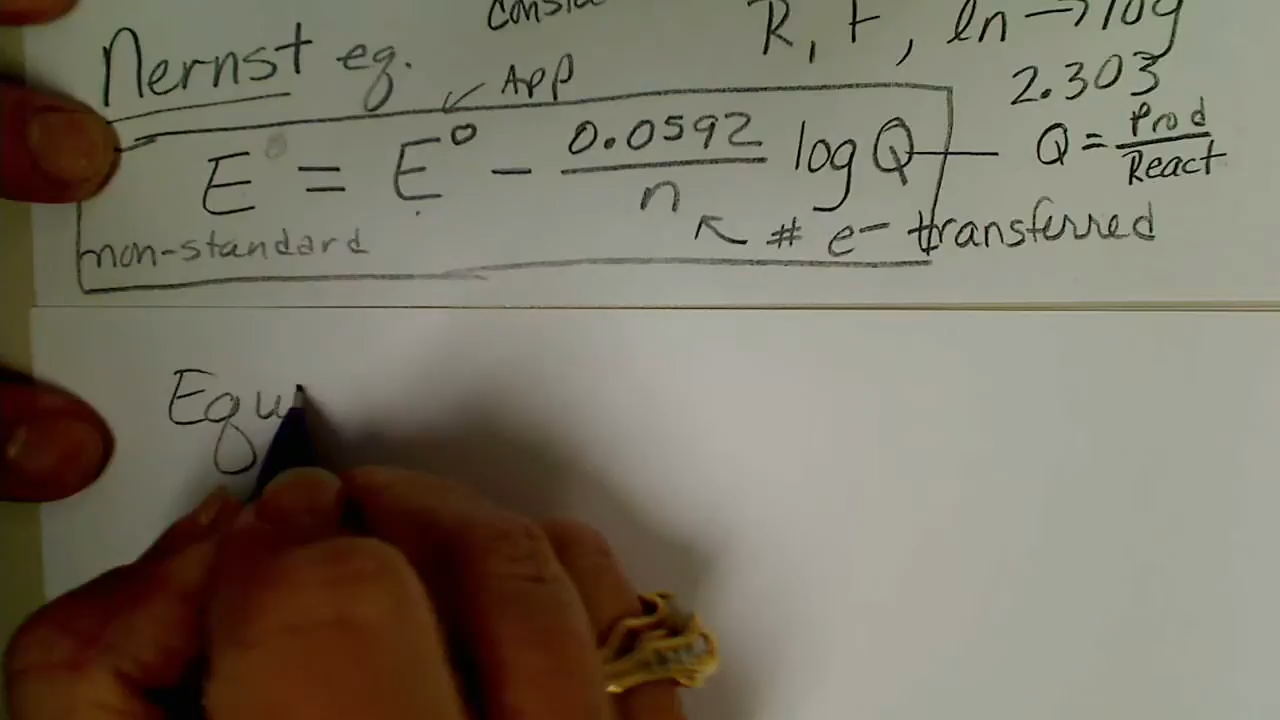 R, T, ln → log
Nernst eq.
APP
2.303
E = E° - 0.0592 / n log Q
Q = Prod / React
# e- transferred
non-standard
Equ